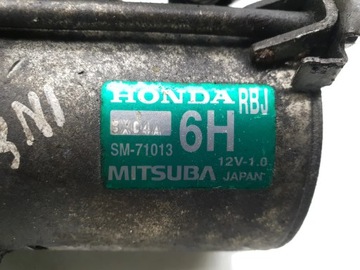 HONDA RBJ
6H
SM-71013
12V-1.0
MITSUBA JAPAN